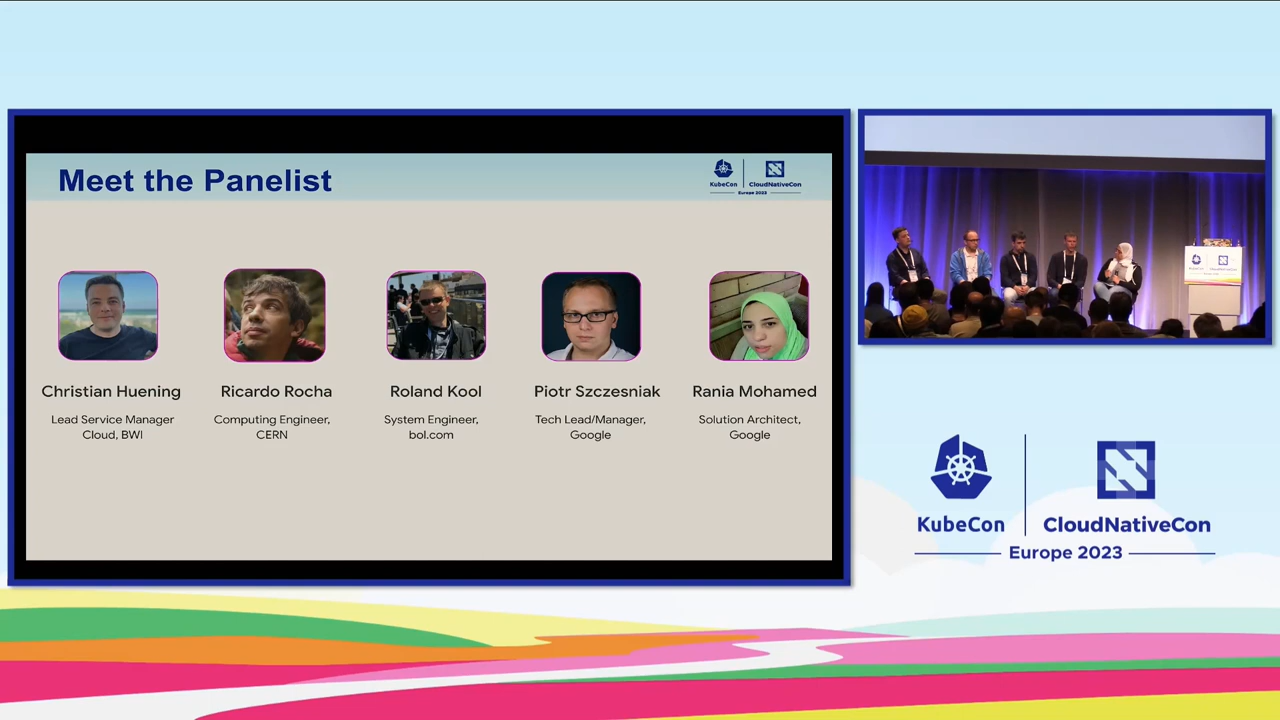 Meet the Panelist
KubeCon
CloudNativeCon
Europe 2023
Christian Huening
Lead Service Manager
Cloud, BWI
Ricardo Rocha
Computing Engineer,
CERN
Roland Kool
System Engineer,
bol.com
Piotr Szczesniak
Tech Lead/Manager,
Google
Rania Mohamed
Solution Architect,
Google
KubeCon
CloudNativeCon
Europe 2023